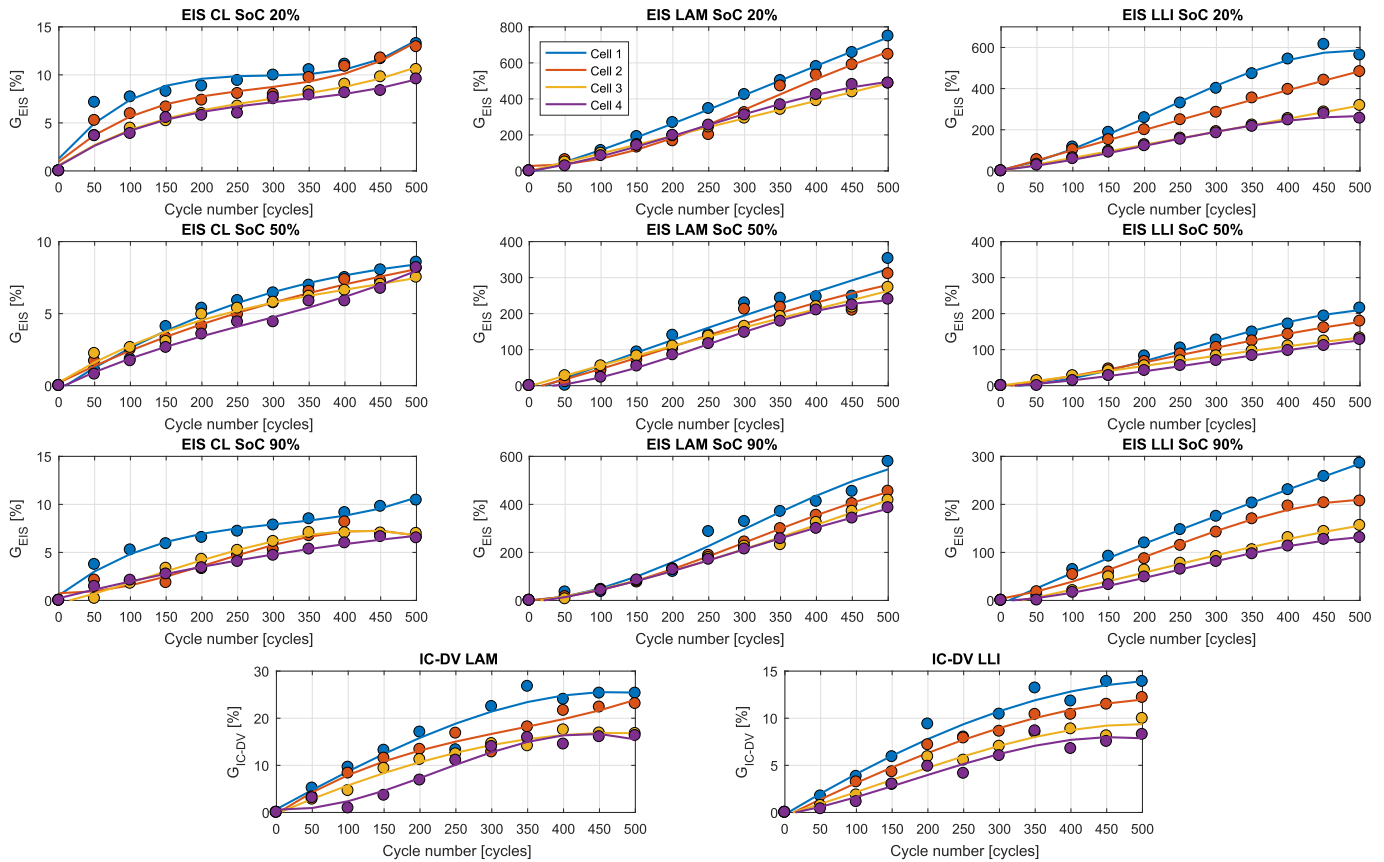 EIS CL SoC 20%
15
10
5
0
G_EIS [%]
0 50 100 150 200 250 300 350 400 450 500
Cycle number [cycles]
EIS LAM SoC 20%
800
600
400
200
0
G_EIS [%]
Cell 1
Cell 2
Cell 3
Cell 4
0 50 100 150 200 250 300 350 400 450 500
Cycle number [cycles]
EIS LLI SoC 20%
600
400
200
0
G_EIS [%]
0 50 100 150 200 250 300 350 400 450 500
Cycle number [cycles]
EIS CL SoC 50%
10
5
0
G_EIS [%]
0 50 100 150 200 250 300 350 400 450 500
Cycle number [cycles]
EIS LAM SoC 50%
400
300
200
100
0
G_EIS [%]
0 50 100 150 200 250 300 350 400 450 500
Cycle number [cycles]
EIS LLI SoC 50%
400
300
200
100
0
G_EIS [%]
0 50 100 150 200 250 300 350 400 450 500
Cycle number [cycles]
EIS CL SoC 90%
15
10
5
0
G_EIS [%]
0 50 100 150 200 250 300 350 400 450 500
Cycle number [cycles]
EIS LAM SoC 90%
600
400
200
0
G_EIS [%]
0 50 100 150 200 250 300 350 400 450 500
Cycle number [cycles]
EIS LLI SoC 90%
300
200
100
0
G_EIS [%]
0 50 100 150 200 250 300 350 400 450 500
Cycle number [cycles]
IC-DV LAM
30
20
10
0
G_IC-DV [%]
0 50 100 150 200 250 300 350 400 450 500
Cycle number [cycles]
IC-DV LLI
15
10
5
0
G_IC-DV [%]
0 50 100 150 200 250 300 350 400 450 500
Cycle number [cycles]